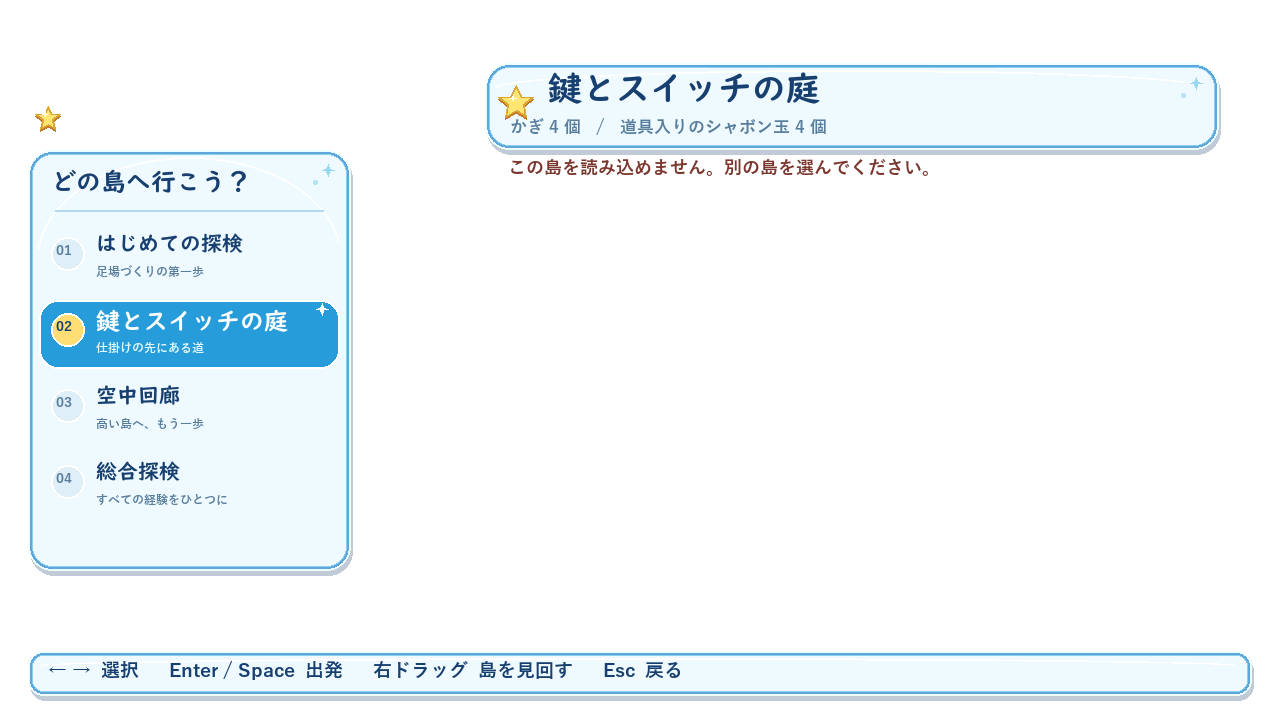 鍵とスイッチの庭
かぎ 4 個 / 道具入りのシャボン玉 4 個
この島を読み込めません。別の島を選んでください。
どの島へ行こう？
01 はじめての探検
足場づくりの第一歩
02 鍵とスイッチの庭
仕掛けの先にある道
03 空中回廊
高い島へ、もう一歩
04 総合探検
すべての経験をひとつに
←→ 選択 Enter / Space 出発 右ドラッグ 島を見回す Esc 戻る